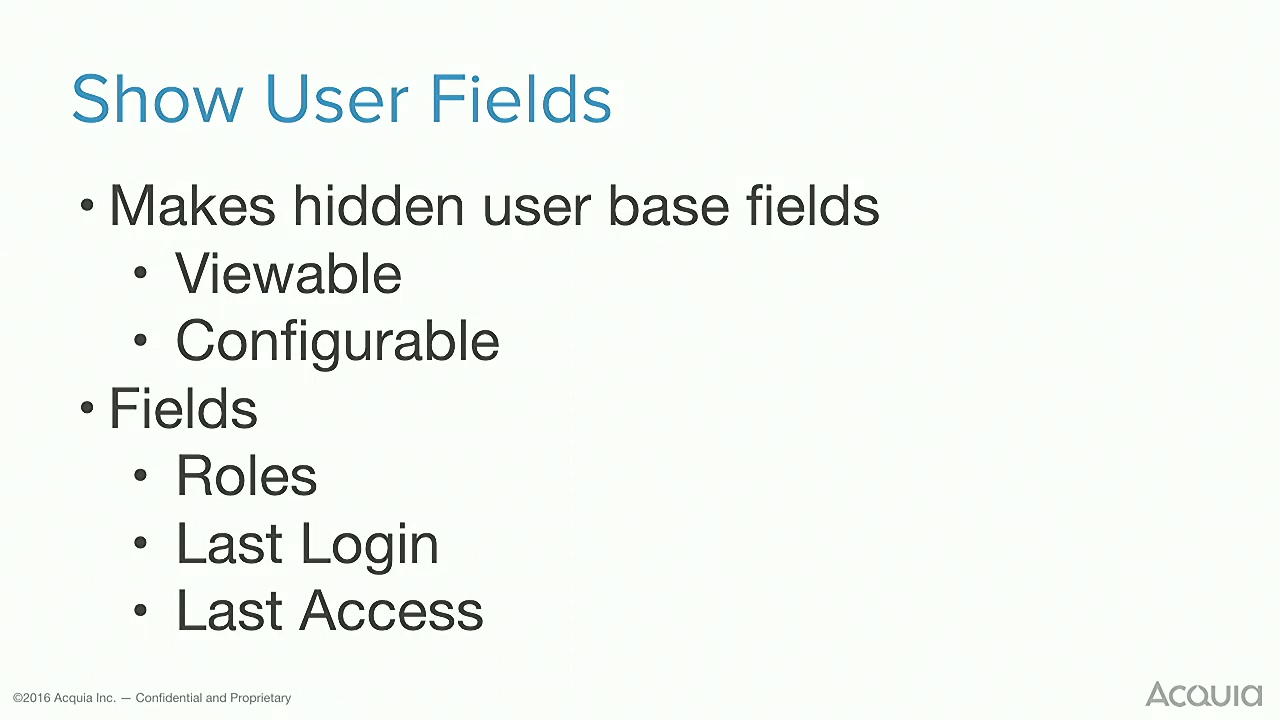 Show User Fields
• Makes hidden user base fields
• Viewable
• Configurable
• Fields
• Roles
• Last Login
• Last Access
©2016 Acquia Inc. — Confidential and Proprietary
Acquia